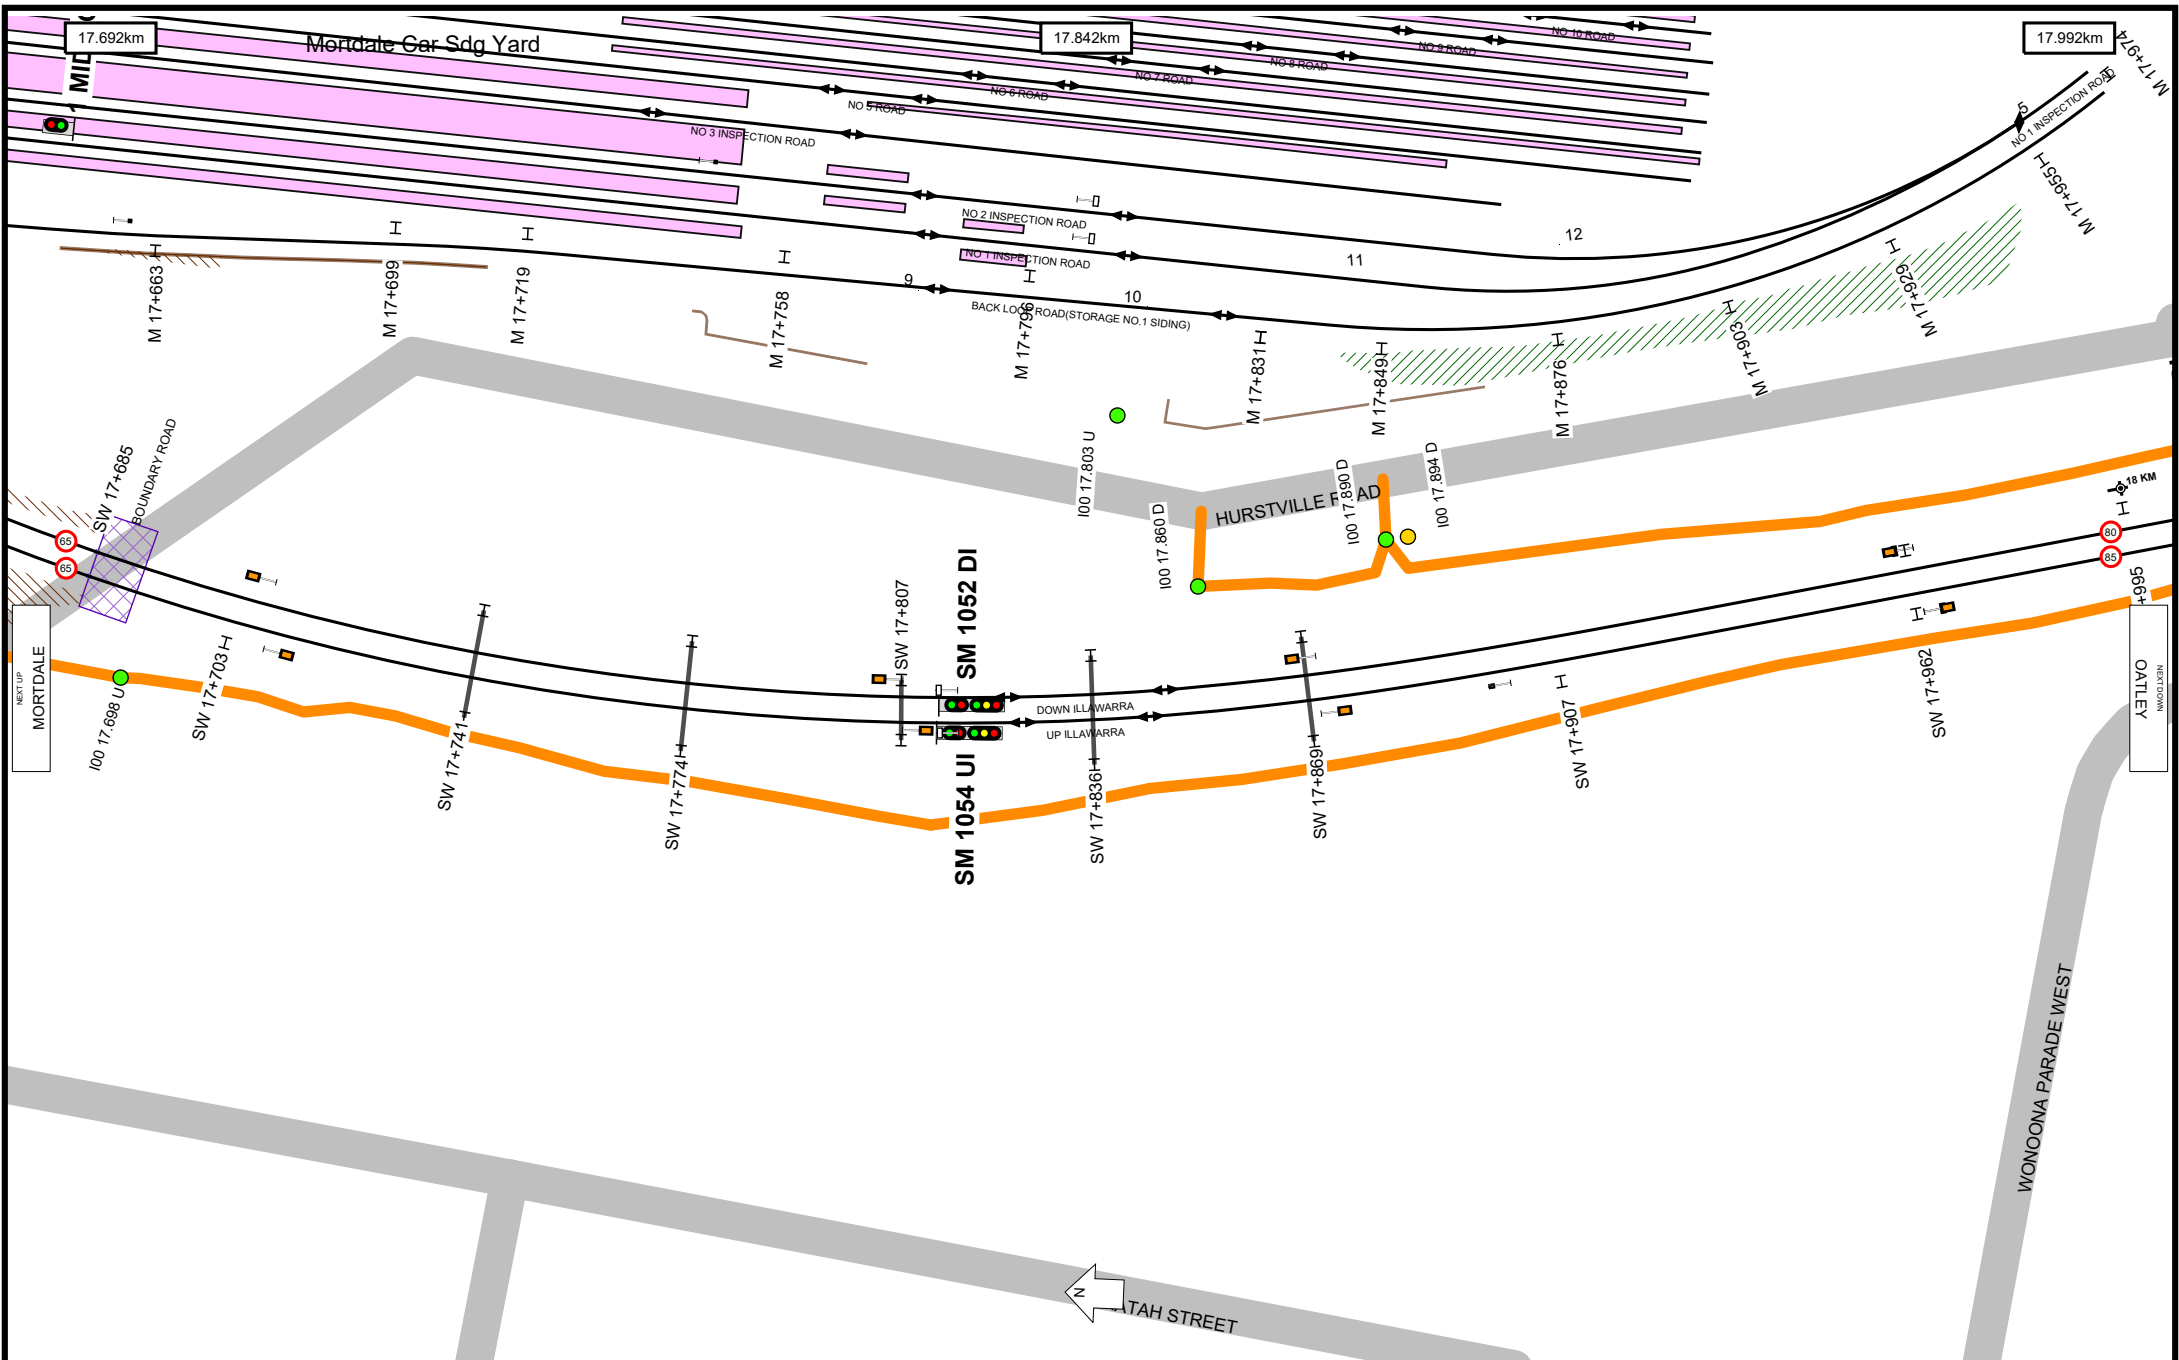 17.692km
17.842km
17.992km
Mortdale Car Sdg Yard
NO 10 ROAD
NO 9 ROAD
NO 8 ROAD
NO 7 ROAD
NO 6 ROAD
NO 5 ROAD
NO 3 INSPECTION ROAD
NO 2 INSPECTION ROAD
NO 1 INSPECTION ROAD
NO 1 INSPECTION ROAD
BACK LOOP ROAD(STORAGE NO.1 SIDING)
5
9
10
11
12
M 17+663
M 17+699
M 17+719
M 17+758
M 17+796
M 17+831
M 17+849
M 17+876
M 17+903
M 17+929
M 17+955
M 17+974
SW 17+685
BOUNDARY ROAD
HURSTVILLE ROAD
I00 17.803 U
I00 17.860 D
I00 17.890 D
I00 17.894 D
18 KM
65
65
80
85
NEXT UP
MORTDALE
NEXT DOWN
OATLEY
I00 17.698 U
SW 17+703
SW 17+741
SW 17+774
SW 17+807
SM 1052 DI
SM 1054 UI
DOWN ILLAWARRA
UP ILLAWARRA
SW 17+836
SW 17+869
SW 17+907
SW 17+962
+995
WONOONA PARADE WEST
N
ATAH STREET